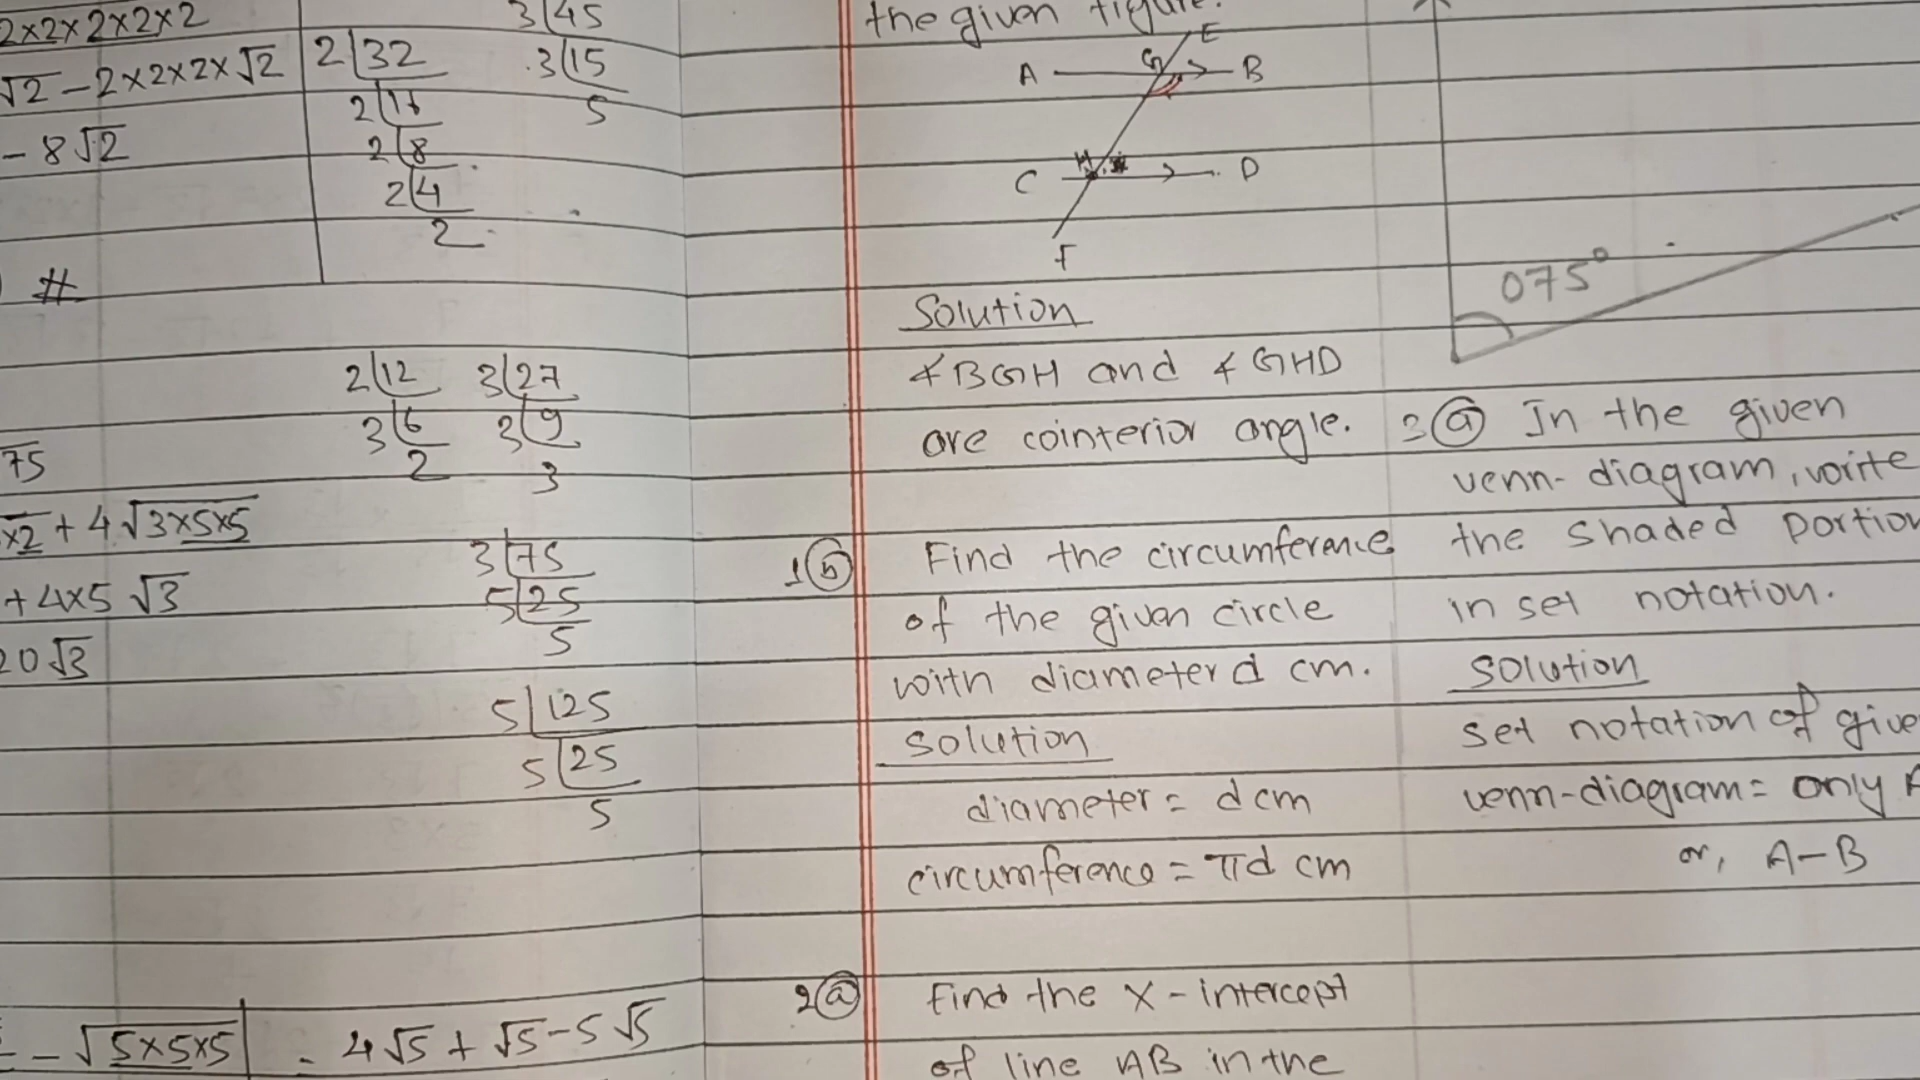 2×2×2×2×2
√2 - 2×2×2×√2
- 8√2
#
2 32
2 16
2 8
2 4
2
3 45
3 15
5
75
×2 + 4√3×5×5
+ 4×5 √3
20√3
2 12
3 6
2
3 27
3 9
3
3 75
5 25
5
5 125
5 25
5
- √5×5×5
- 4√5 + √5 - 5√5
the given figure.
E
A G B
C H D
F
Solution
∢BGH and ∢GHD
are cointerior angle.
1 b Find the circumference
of the given circle
with diameter d cm.
solution
diameter = d cm
circumference = πd cm
2 a Find the x-intercept
of line AB in the
075°
3 a In the given
venn-diagram, voirte
the shaded portion
in set notation.
solution
set notation of given
venn-diagram = only A
or, A-B